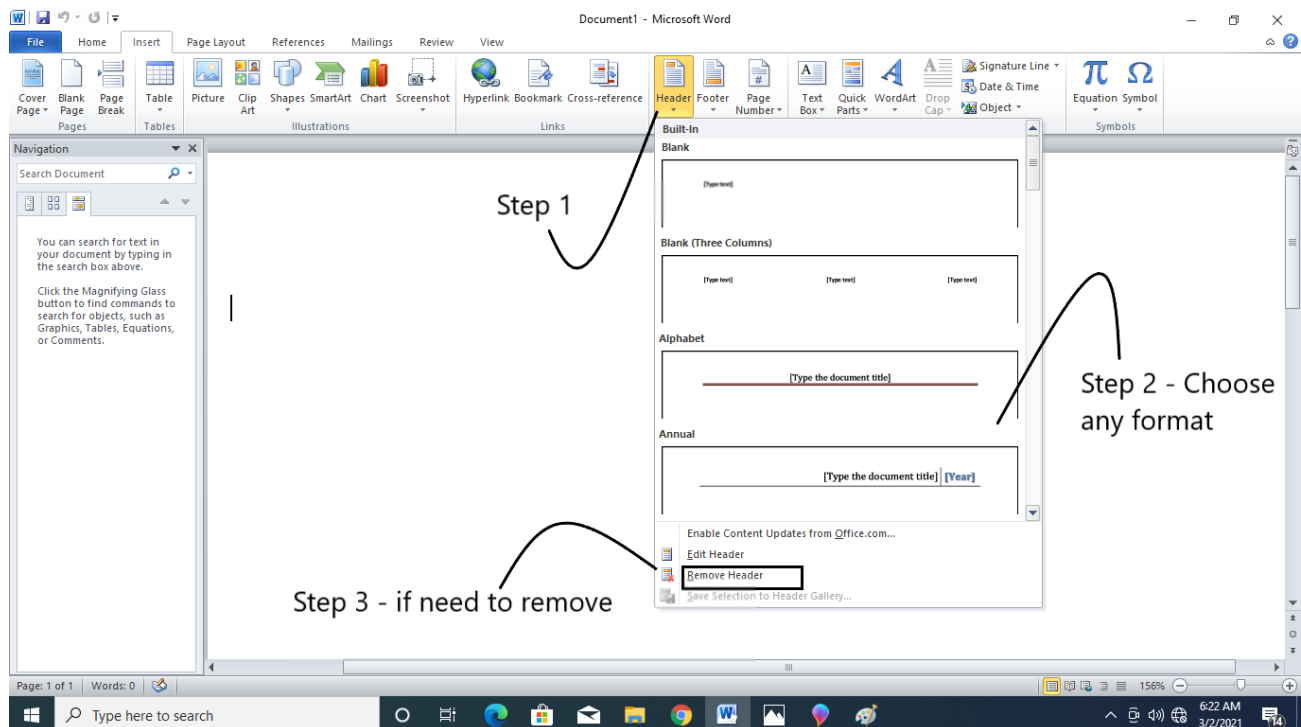 Document1 - Microsoft Word
File Home Insert Page Layout References Mailings Review View
Cover Page
Blank Page
Page Break
Table
Picture
Clip Art
Shapes
SmartArt
Chart
Screenshot
Hyperlink
Bookmark
Cross-reference
Header
Footer
Page Number
Text Box
Quick Parts
WordArt
Drop Cap
Signature Line
Date & Time
Object
Equation
Symbol
Pages
Tables
Illustrations
Links
Symbols
Navigation
Search Document
You can search for text in
your document by typing in
the search box above.
Click the Magnifying Glass
button to find commands to
search for objects, such as
Graphics, Tables, Equations,
or Comments.
Step 1
Built-In
Blank
[Type text]
Blank (Three Columns)
[Type text] [Type text] [Type text]
Alphabet
[Type the document title]
Annual
[Type the document title] [Year]
Enable Content Updates from Office.com...
Edit Header
Remove Header
Save Selection to Header Gallery...
Step 2 - Choose
any format
Step 3 - if need to remove
Page: 1 of 1 Words: 0
156%
Type here to search
6:22 AM
3/2/2021
14